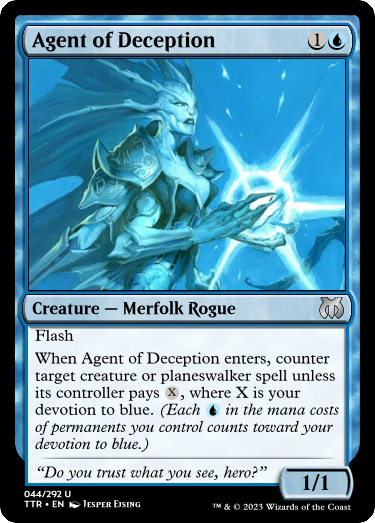 Agent of Deception 1
Creature — Merfolk Rogue
Flash
When Agent of Deception enters, counter
target creature or planeswalker spell unless
its controller pays X, where X is your
devotion to blue. (Each in the mana costs
of permanents you control counts toward your
devotion to blue.)
“Do you trust what you see, hero?”
1/1
044/292 U
TTR • EN Jesper Eising
™ & © 2023 Wizards of the Coast